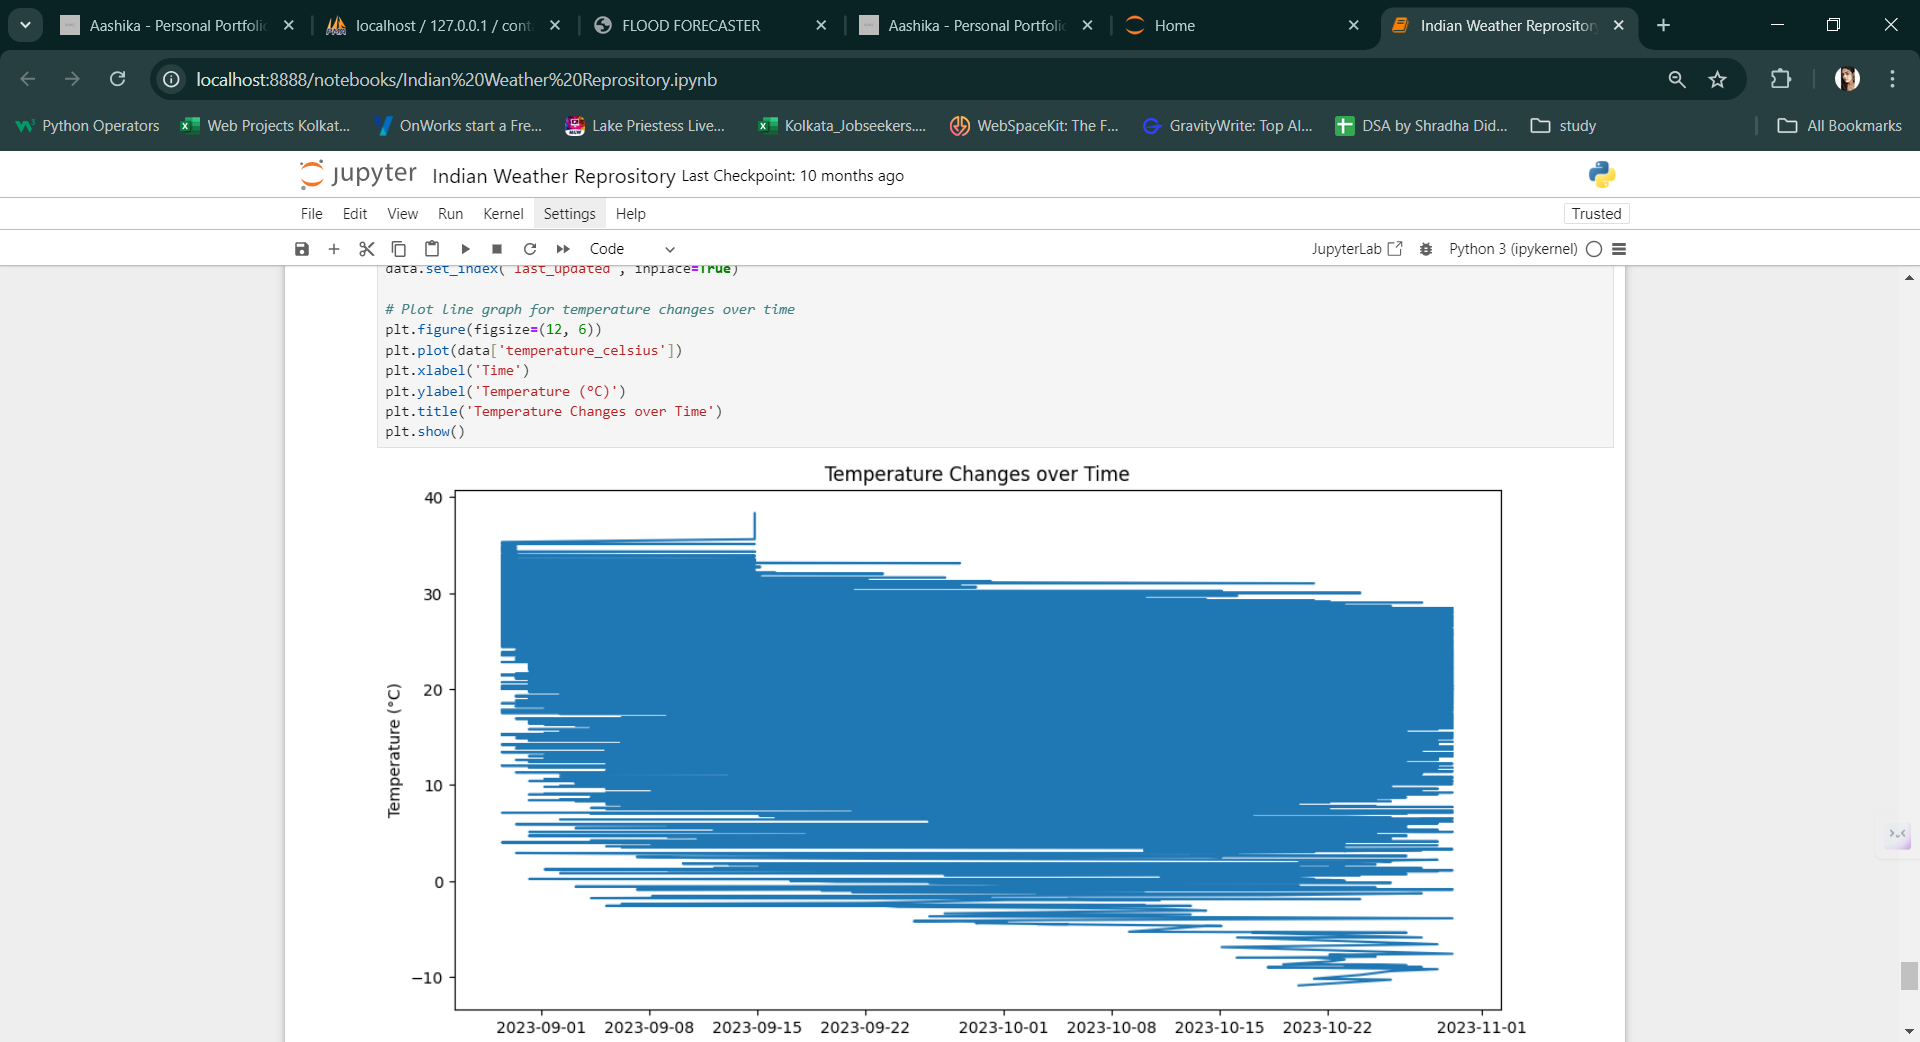 Aashika - Personal Portfolio
localhost / 127.0.0.1 / cont
FLOOD FORECASTER
Aashika - Personal Portfolio
Home
Indian Weather Reprository
localhost:8888/notebooks/Indian%20Weather%20Reprository.ipynb
Python Operators
Web Projects Kolkat...
OnWorks start a Fre...
Lake Priestess Live...
Kolkata_Jobseekers....
WebSpaceKit: The F...
GravityWrite: Top AI...
DSA by Shradha Did...
study
All Bookmarks
jupyter Indian Weather Reprository Last Checkpoint: 10 months ago
File Edit View Run Kernel Settings Help
Trusted
Code
JupyterLab
Python 3 (ipykernel)
data.set_index('last_updated', inplace=True)
# Plot line graph for temperature changes over time
plt.figure(figsize=(12, 6))
plt.plot(data['temperature_celsius'])
plt.xlabel('Time')
plt.ylabel('Temperature (°C)')
plt.title('Temperature Changes over Time')
plt.show()
Temperature Changes over Time
40
30
20
10
0
−10
Temperature (°C)
2023-09-01 2023-09-08 2023-09-15 2023-09-22 2023-10-01 2023-10-08 2023-10-15 2023-10-22 2023-11-01